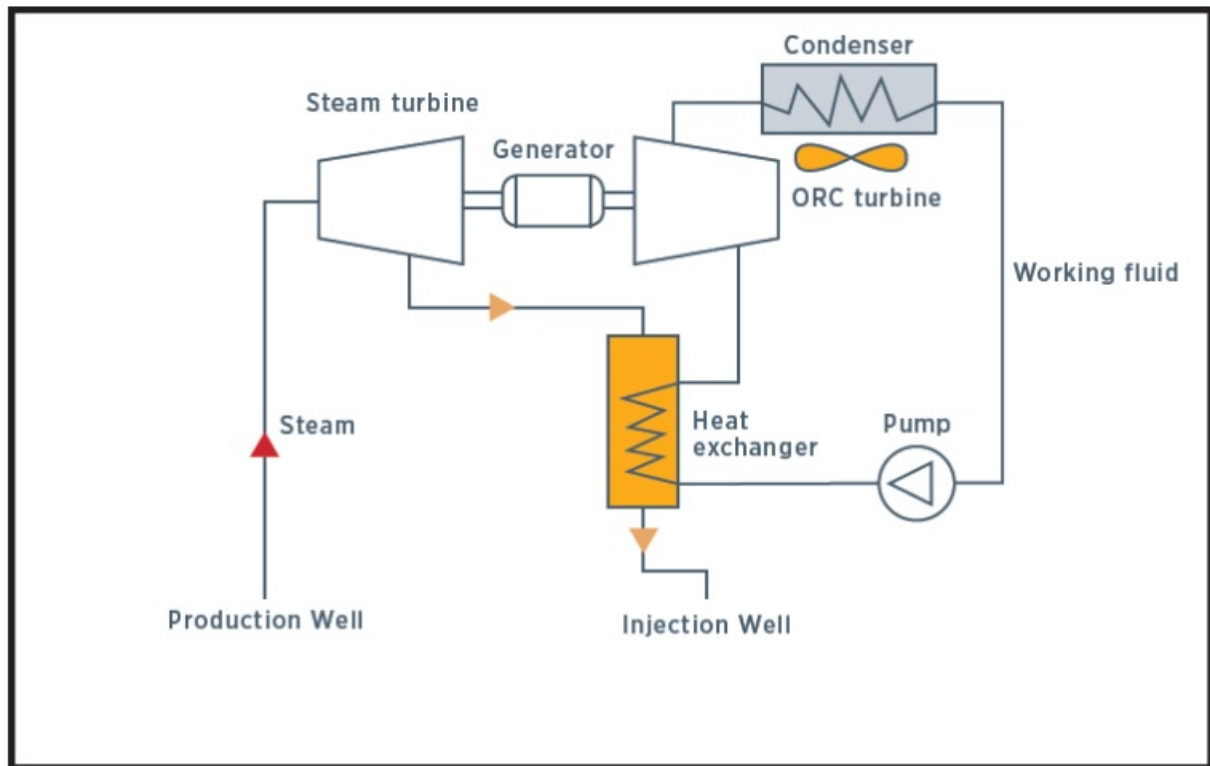 Condenser
Steam turbine
Generator
ORC turbine
Working fluid
Steam
Heat
exchanger
Pump
Production Well
Injection Well